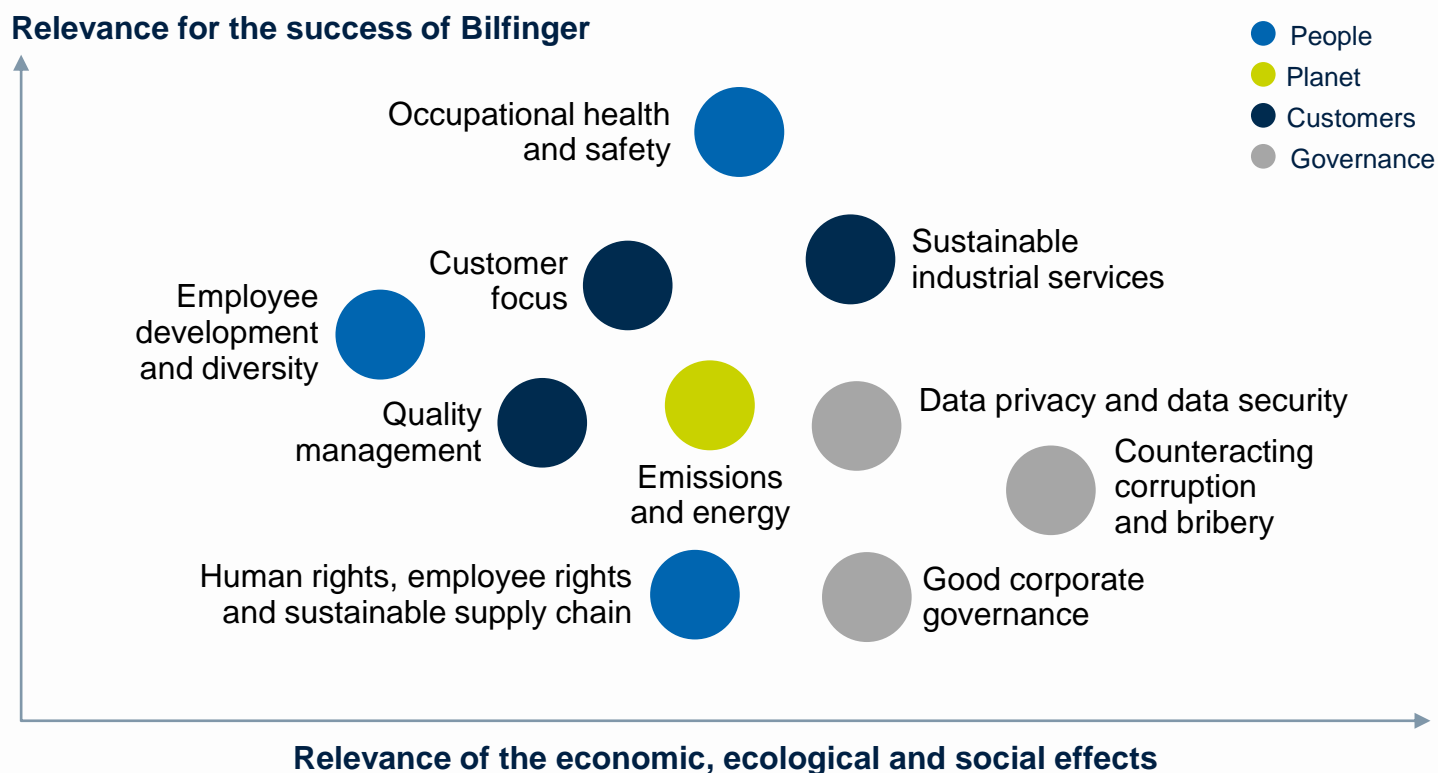 Relevance for the success of Bilfinger
People
Planet
Customers
Governance
Occupational health
and safety
Sustainable
industrial services
Customer
focus
Employee
development
and diversity
Quality
management
Data privacy and data security
Emissions
and energy
Counteracting
corruption
and bribery
Human rights, employee rights
and sustainable supply chain
Good corporate
governance
Relevance of the economic, ecological and social effects